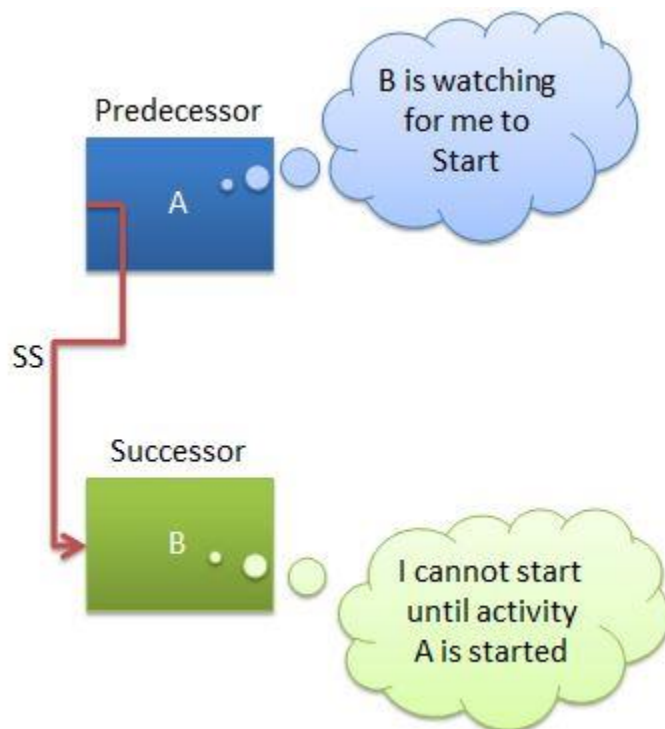 B is watching
for me to
Start
Predecessor
A
SS
Successor
B
I cannot start
until activity
A is started